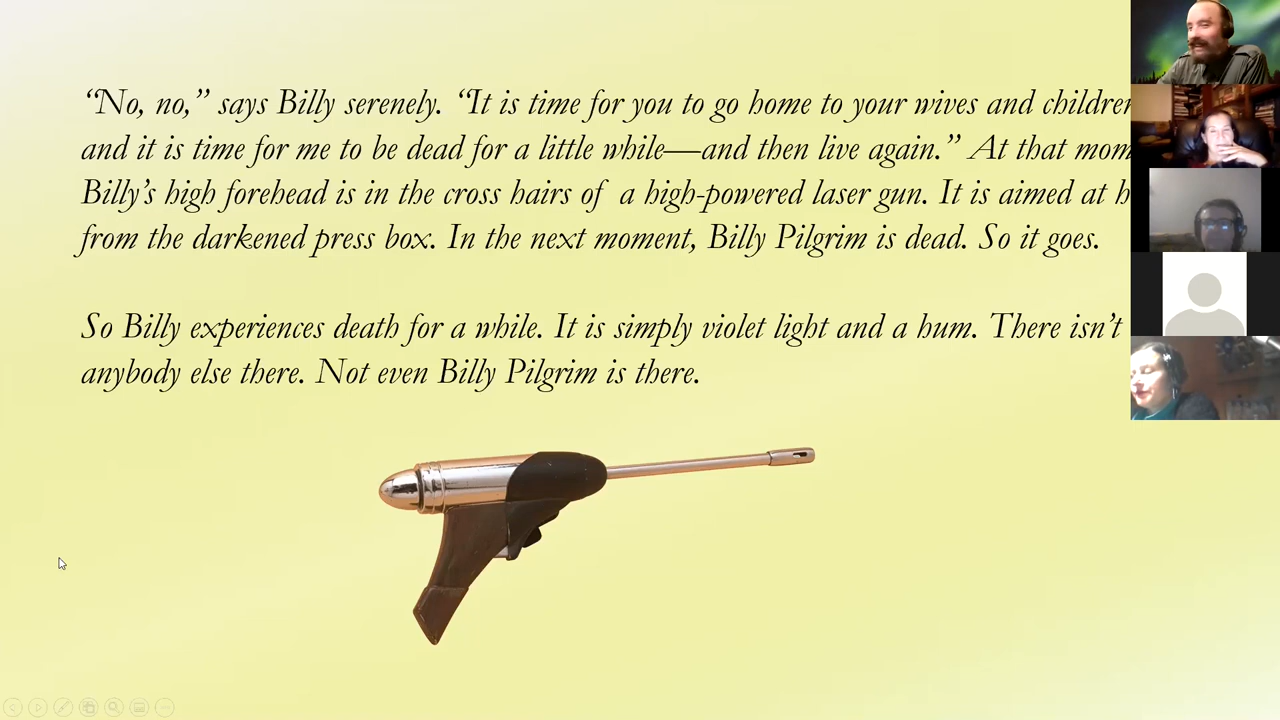 “No, no,” says Billy serenely. “It is time for you to go home to your wives and children
and it is time for me to be dead for a little while—and then live again.” At that mom
Billy’s high forehead is in the cross hairs of a high-powered laser gun. It is aimed at h
from the darkened press box. In the next moment, Billy Pilgrim is dead. So it goes.
So Billy experiences death for a while. It is simply violet light and a hum. There isn’t
anybody else there. Not even Billy Pilgrim is there.